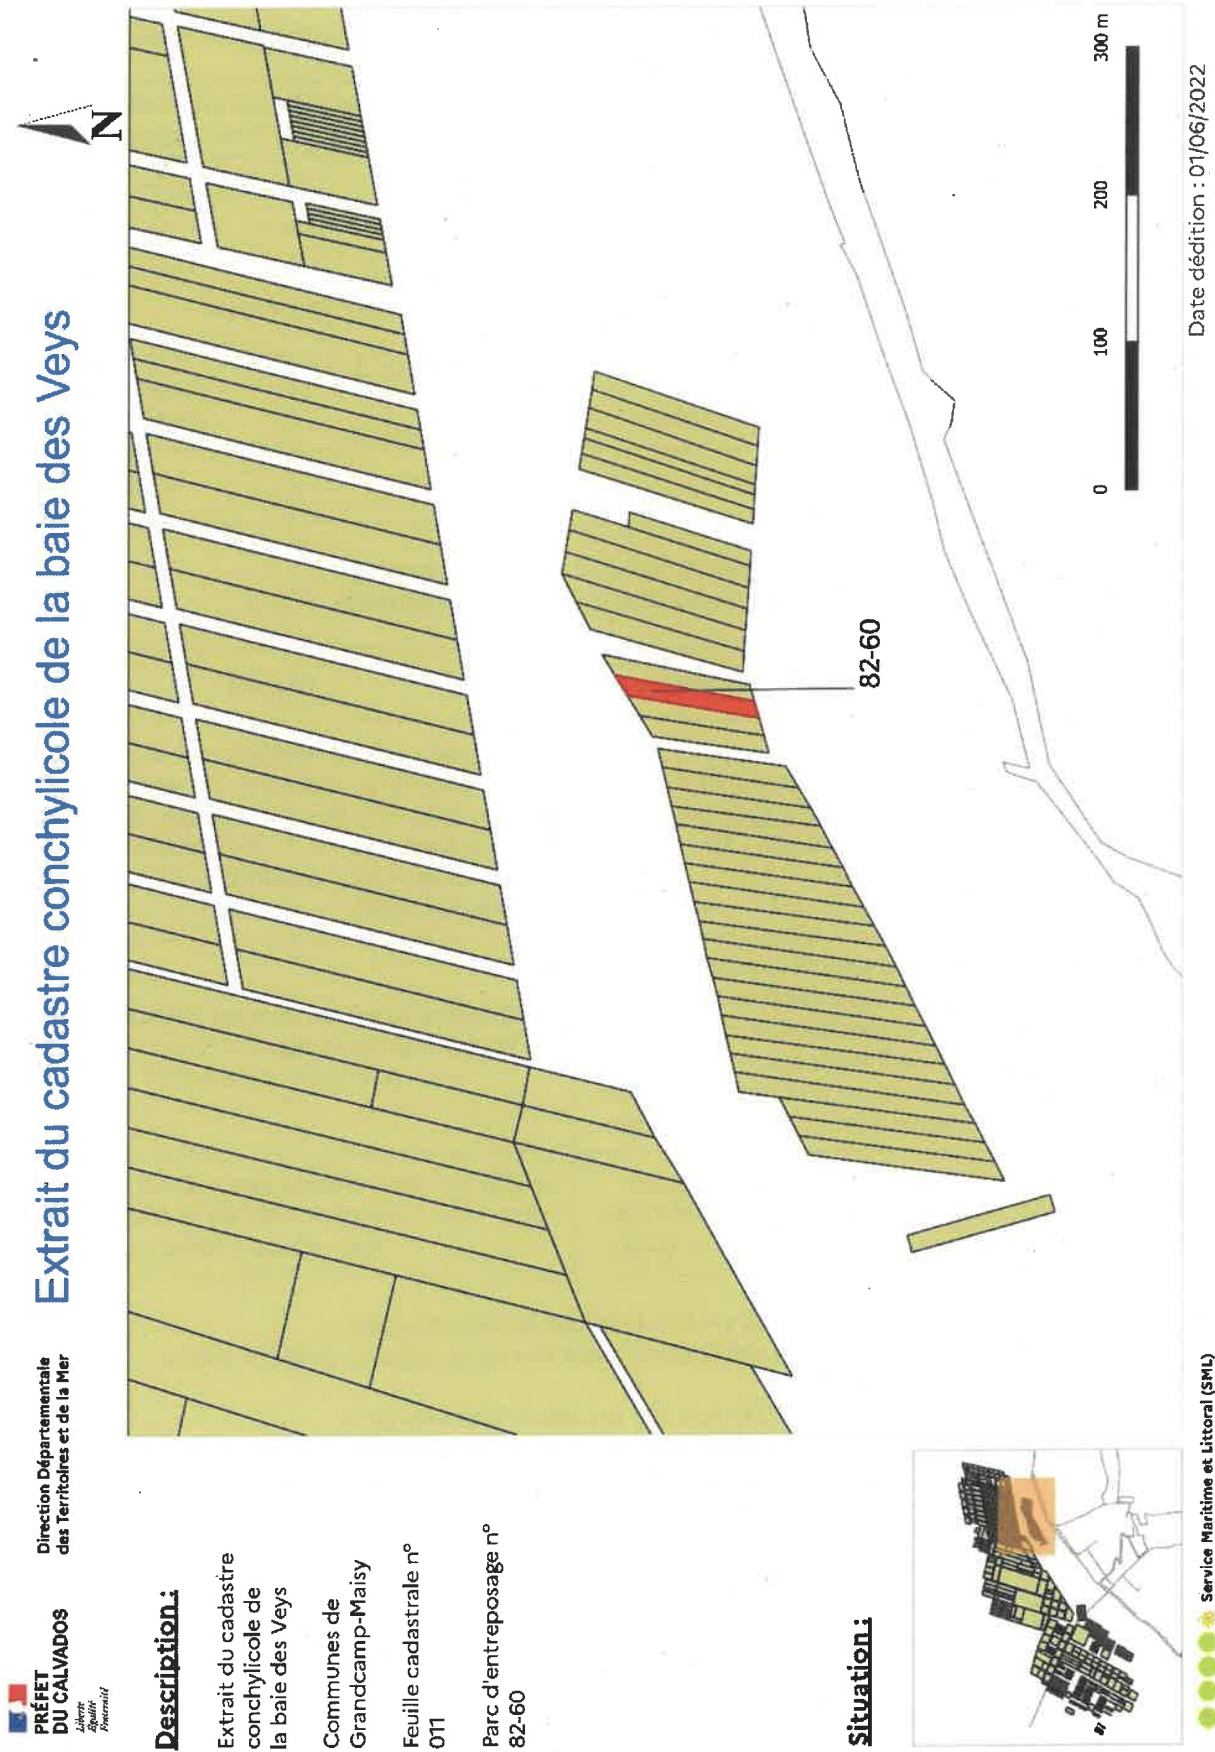 PRÉFET
DU CALVADOS
Liberté
Égalité
Fraternité
Direction Départementale
des Territoires et de la Mer
Extrait du cadastre conchylicole de la baie des Veys
N
Description :
Extrait du cadastre
conchylicole de
la baie des Veys
Communes de
Grandcamp-Maisy
Feuille cadastrale n°
011
Parc d'entreposage n°
82-60
82-60
Situation :
0
100
200
300 m
Service Maritime et Littoral (SML)
Date dédition : 01/06/2022